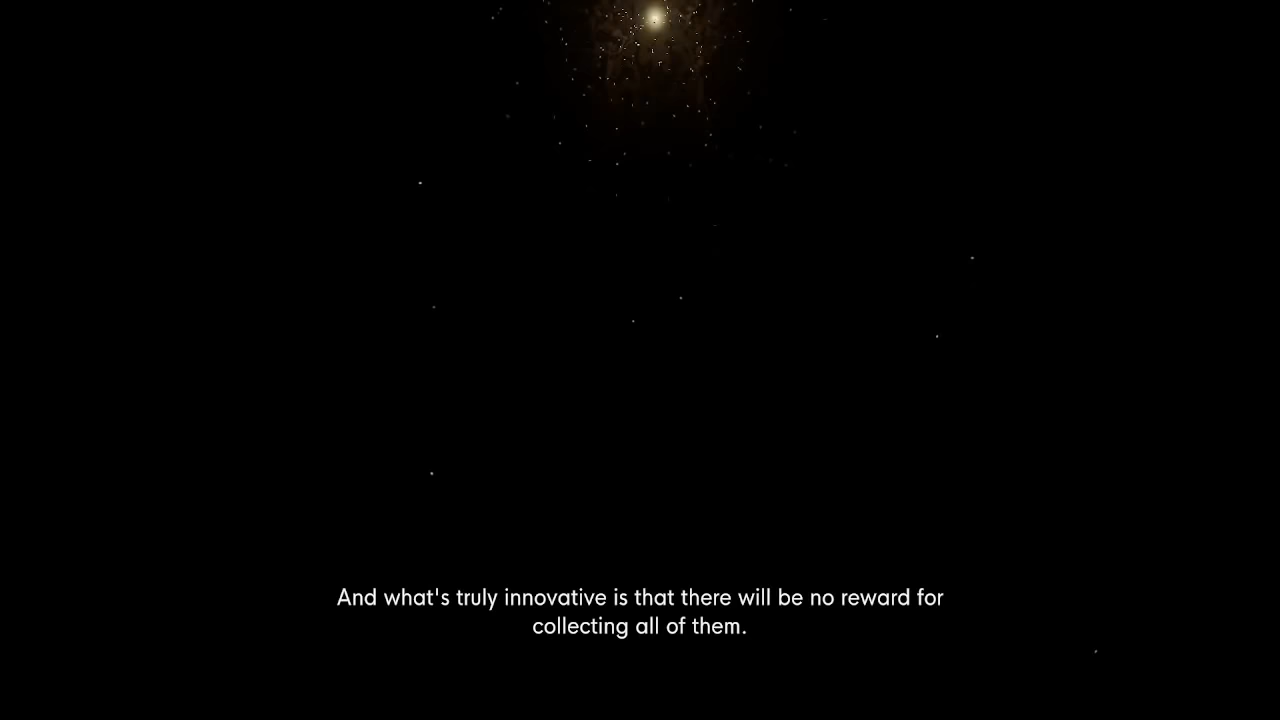 And what's truly innovative is that there will be no reward for
collecting all of them.